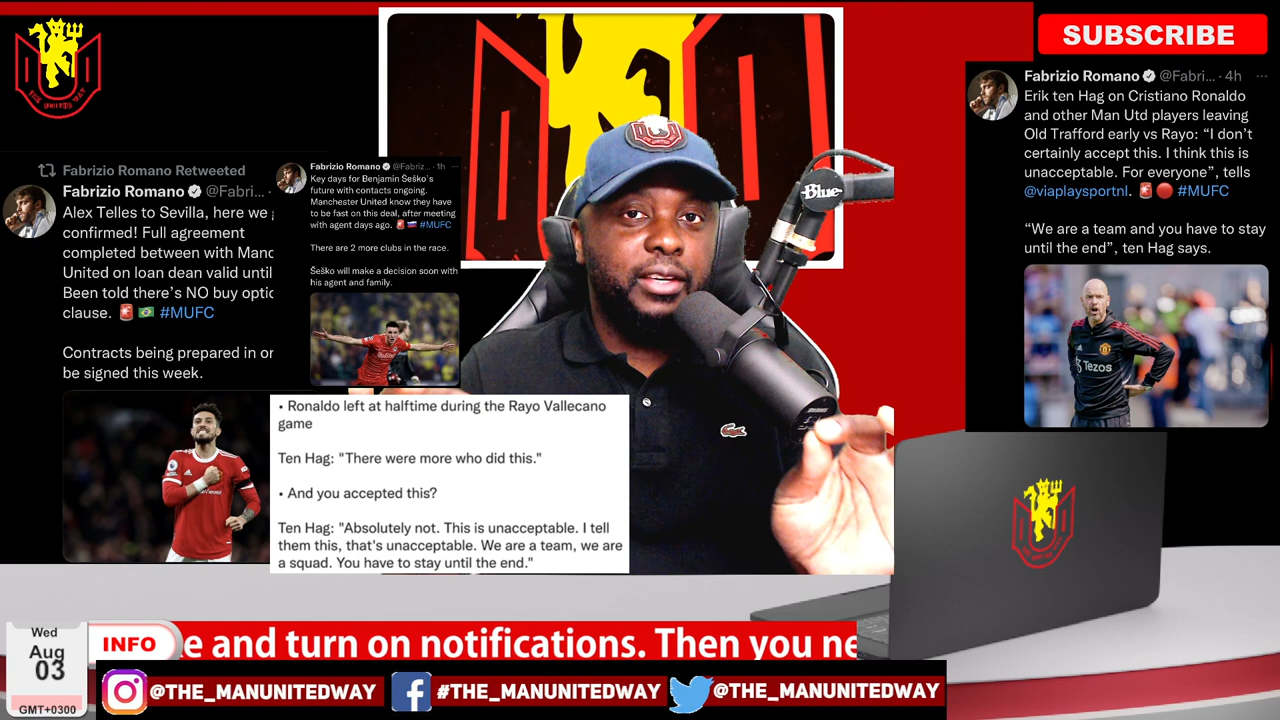 THE UNITED WAY
SUBSCRIBE
Fabrizio Romano @Fabri... · 4h
Erik ten Hag on Cristiano Ronaldo
and other Man Utd players leaving
Old Trafford early vs Rayo: “I don’t
certainly accept this. I think this is
unacceptable. For everyone”, tells
@viaplaysportnl. #MUFC
“We are a team and you have to stay
until the end”, ten Hag says.
Tezos
Fabrizio Romano Retweeted
Fabrizio Romano @Fabri... ·
Alex Telles to Sevilla, here we
confirmed! Full agreement
completed between with Manc
United on loan dean valid until
Been told there’s NO buy optic
clause. #MUFC
Contracts being prepared in or
be signed this week.
Fabrizio Romano @Fabriz... · 1h
Key days for Benjamin Šeško’s
future with contacts ongoing.
Manchester United know they have
to be fast on this deal, after meeting
with agent days ago. #MUFC
There are 2 more clubs in the race.
Šeško will make a decision soon with
his agent and family.
Blue
• Ronaldo left at halftime during the Rayo Vallecano
game
Ten Hag: "There were more who did this."
• And you accepted this?
Ten Hag: "Absolutely not. This is unacceptable. I tell
them this, that's unacceptable. We are a team, we are
a squad. You have to stay until the end."
Wed
Aug
03
GMT+0300
INFO
e and turn on notifications. Then you ne
@THE_MANUNITEDWAY
#THE_MANUNITEDWAY
@THE_MANUNITEDWAY